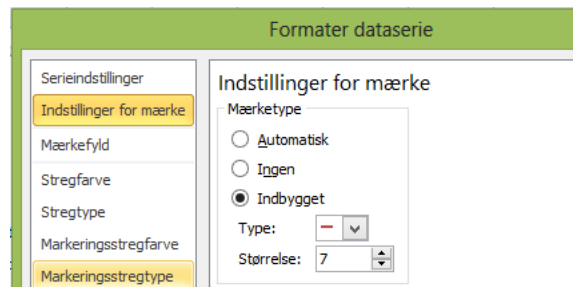 Formater dataserie
Serieindstillinger
Indstillinger for mærke
Mærkefyld
Stregfarve
Stregtype
Markeringsstregfarve
Markeringsstregtype
Indstillinger for mærke
Mærketype
Automatisk
Ingen
Indbygget
Type:
Størrelse: 7